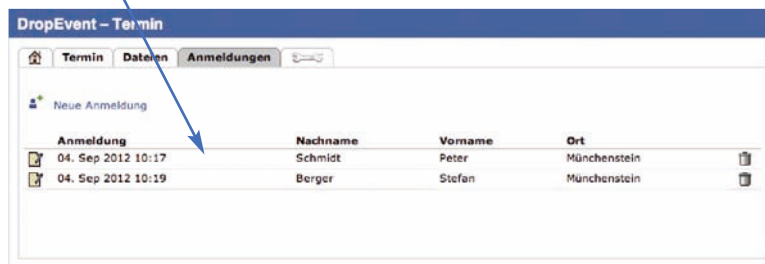 DropEvent – Termin
Termin Dateien Anmeldungen
Neue Anmeldung
Anmeldung Nachname Vorname Ort
04. Sep 2012 10:17 Schmidt Peter Münchenstein
04. Sep 2012 10:19 Berger Stefan Münchenstein